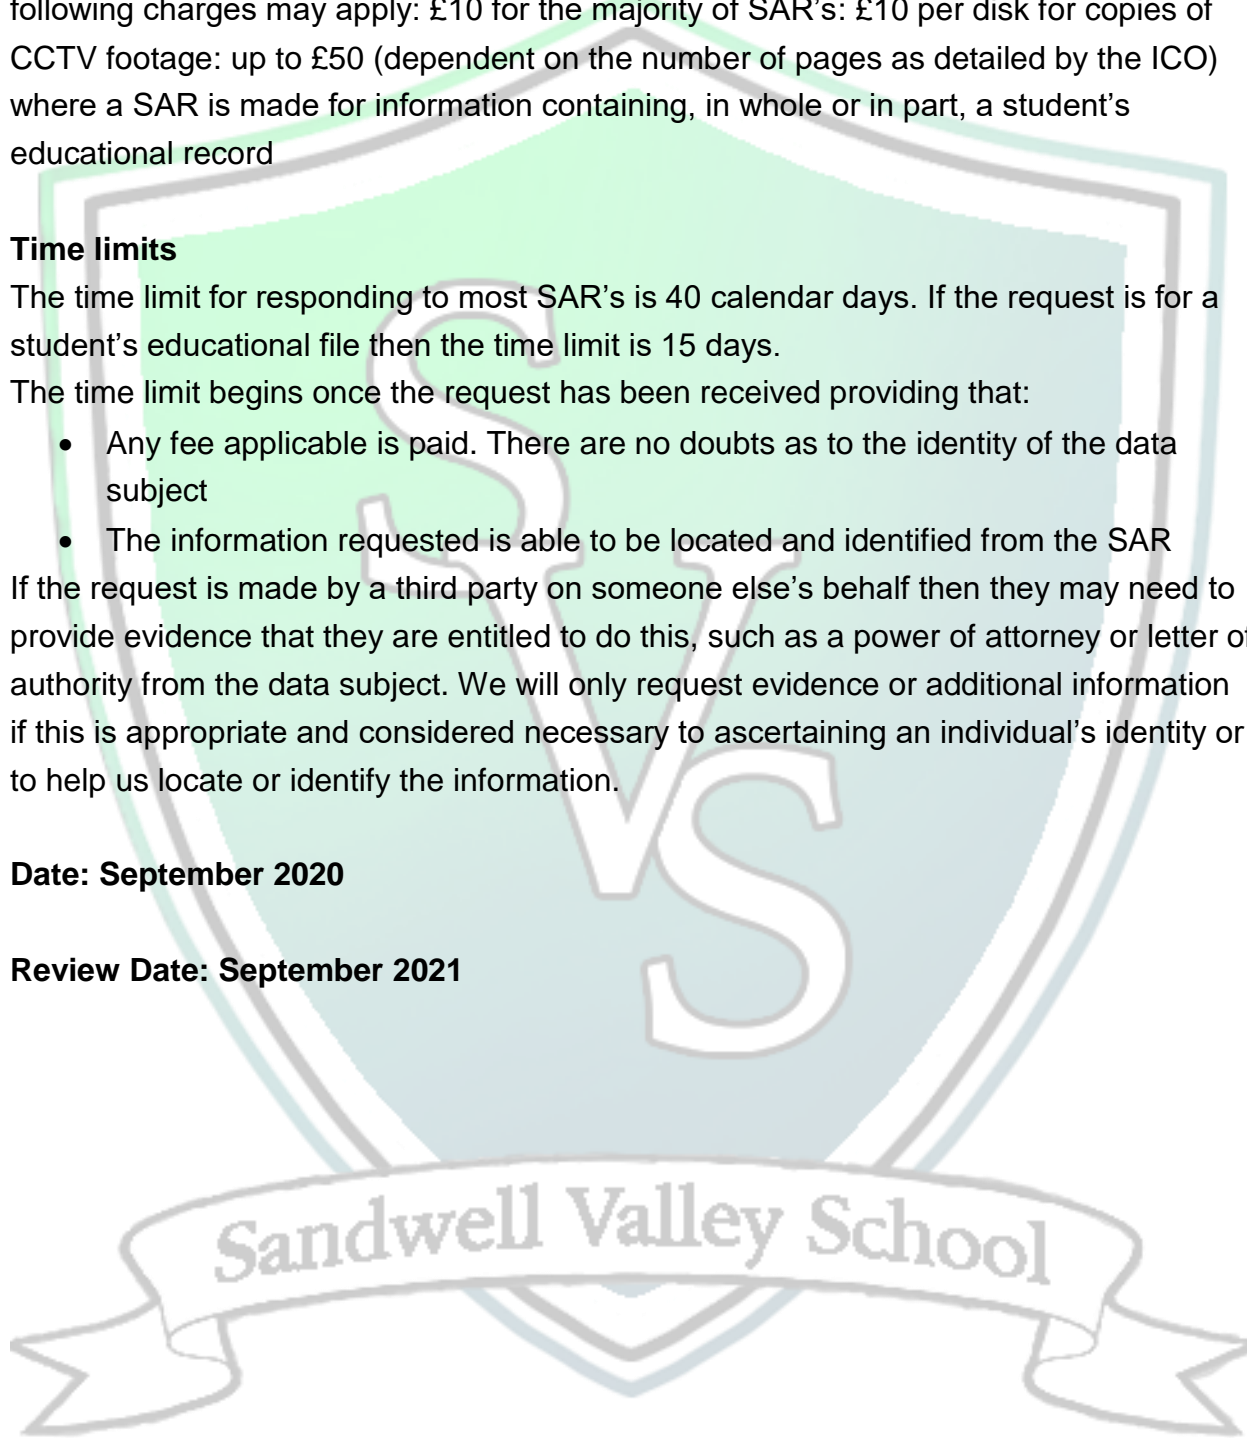 following charges may apply: £10 for the majority of SAR’s: £10 per disk for copies of
CCTV footage: up to £50 (dependent on the number of pages as detailed by the ICO)
where a SAR is made for information containing, in whole or in part, a student’s
educational record
Time limits
The time limit for responding to most SAR’s is 40 calendar days. If the request is for a
student’s educational file then the time limit is 15 days.
The time limit begins once the request has been received providing that:
• Any fee applicable is paid. There are no doubts as to the identity of the data
subject
• The information requested is able to be located and identified from the SAR
If the request is made by a third party on someone else’s behalf then they may need to
provide evidence that they are entitled to do this, such as a power of attorney or letter of
authority from the data subject. We will only request evidence or additional information
if this is appropriate and considered necessary to ascertaining an individual’s identity or
to help us locate or identify the information.
Date: September 2020
Review Date: September 2021
SVS
Sandwell Valley School